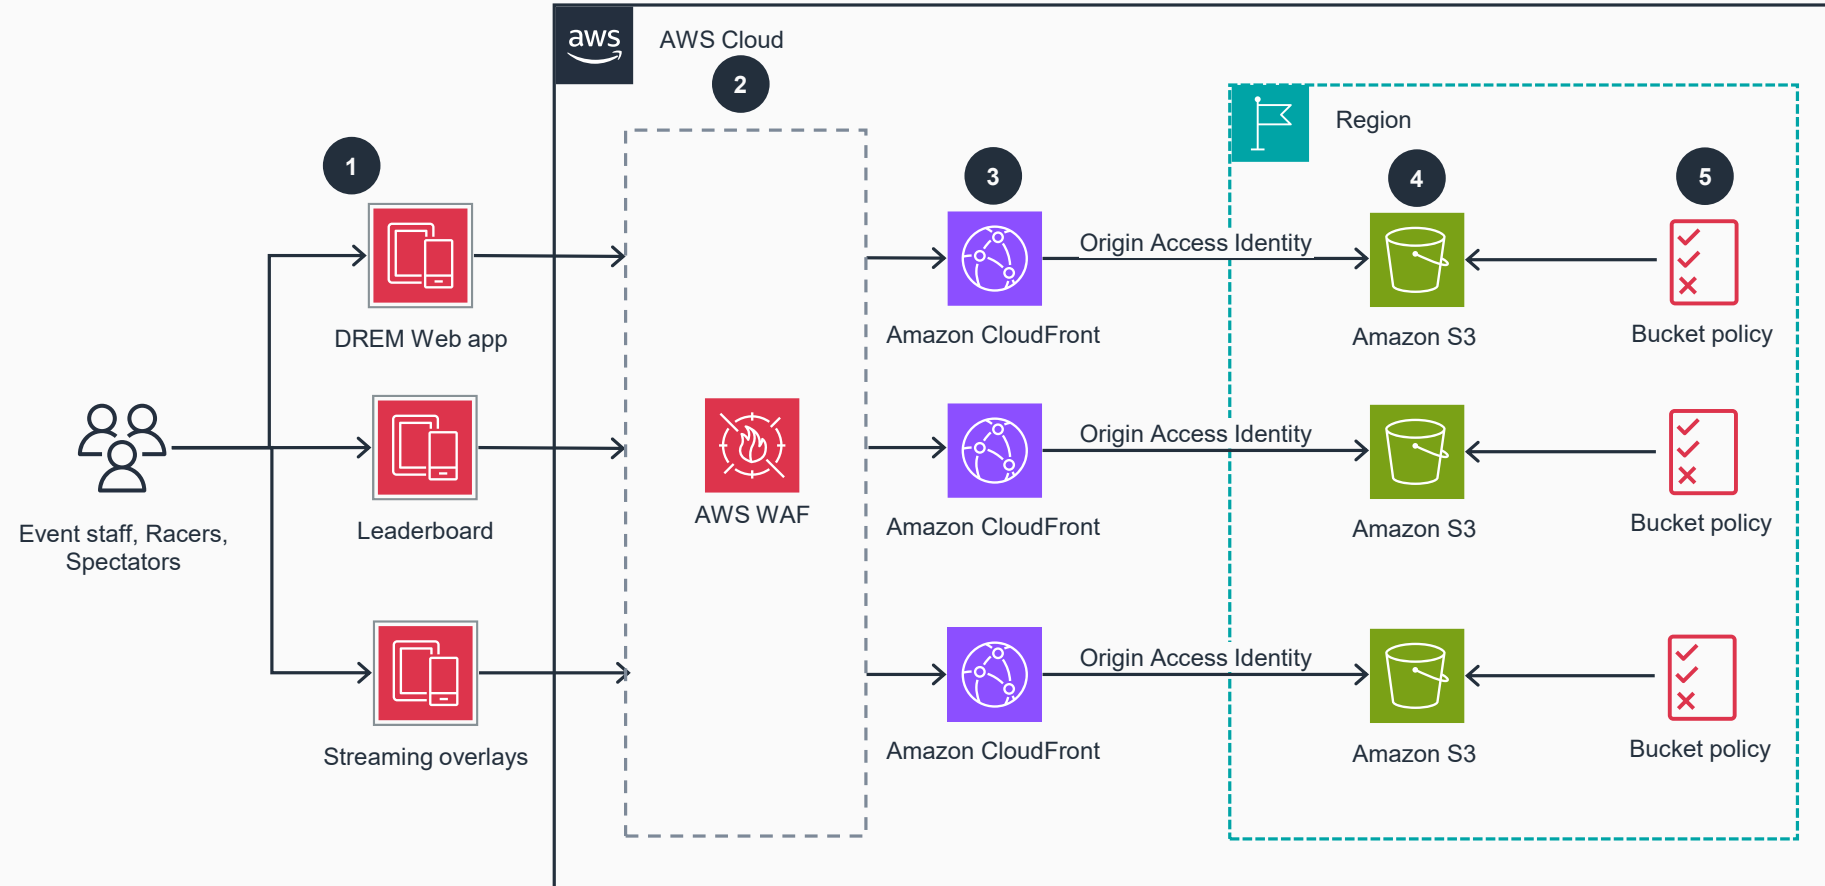 aws
AWS Cloud
2
Region
1
3
4
5
Origin Access Identity
DREM Web app
Amazon CloudFront
Amazon S3
Bucket policy
Origin Access Identity
Event staff, Racers,
Spectators
Leaderboard
AWS WAF
Amazon CloudFront
Amazon S3
Bucket policy
Origin Access Identity
Streaming overlays
Amazon CloudFront
Amazon S3
Bucket policy